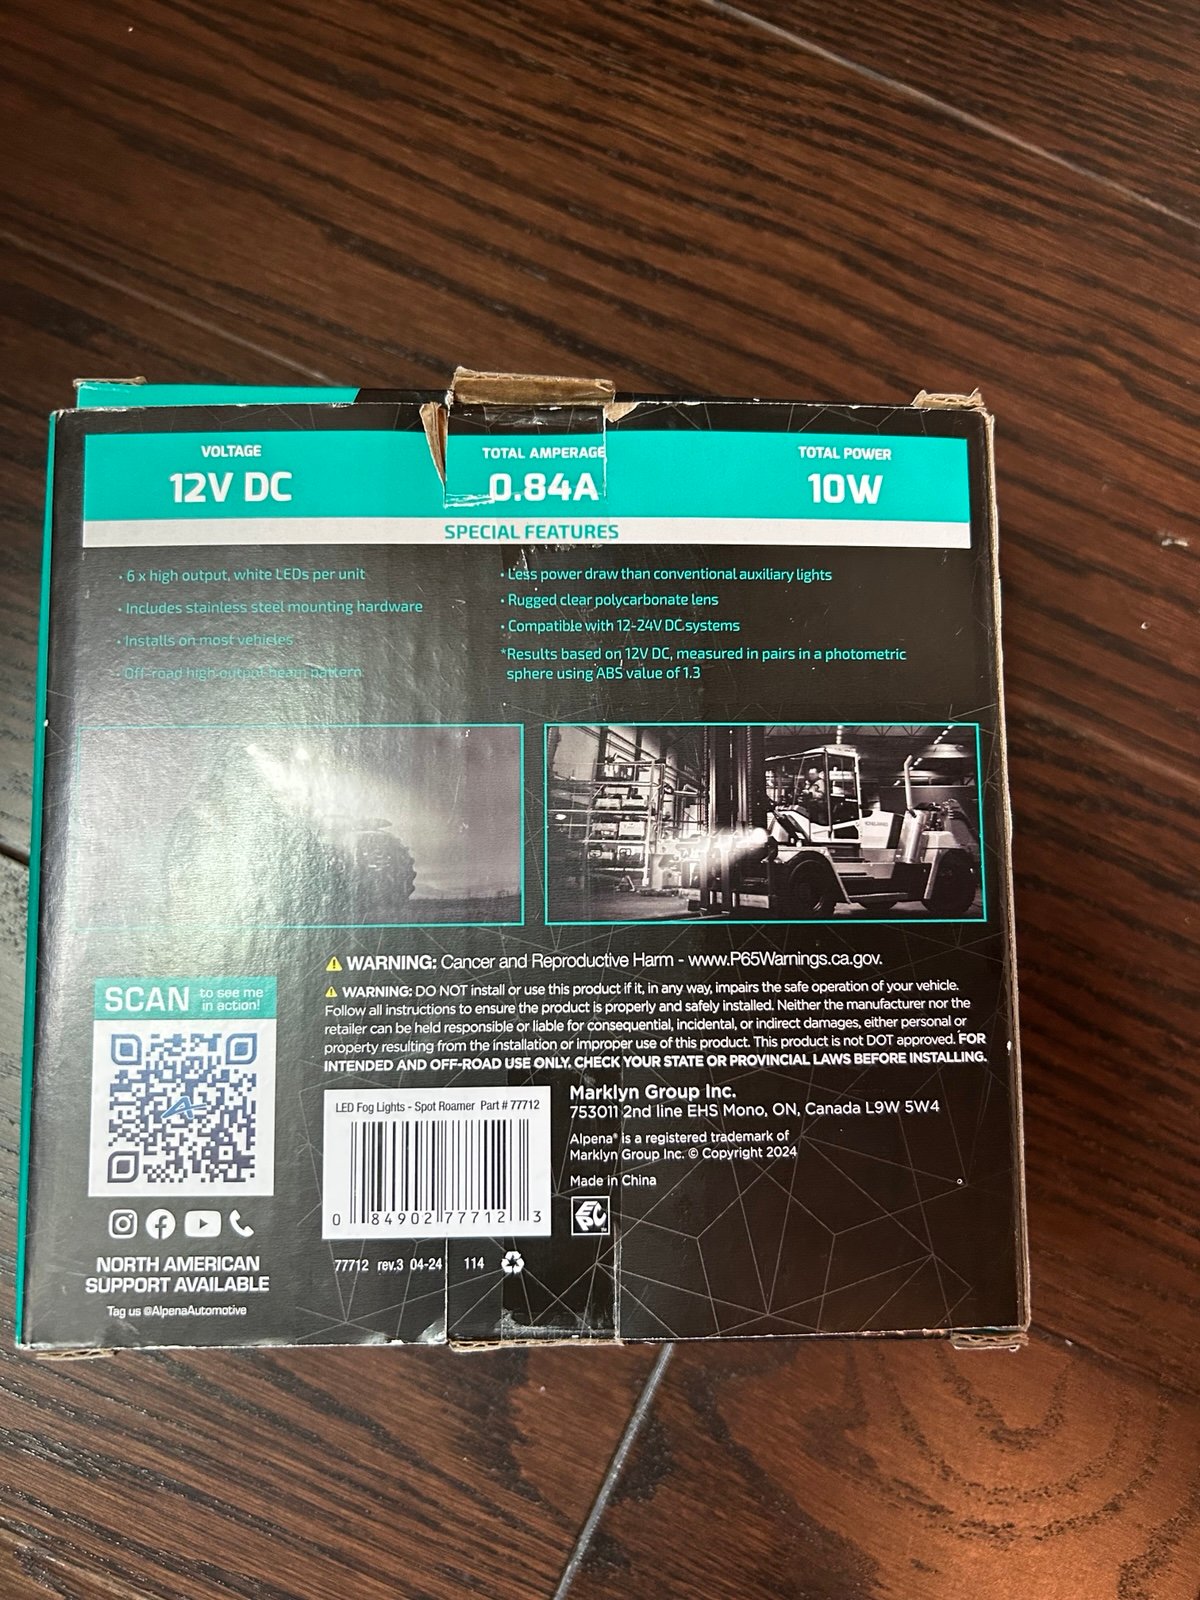 VOLTAGE
12V DC
TOTAL AMPERAGE
0.84A
TOTAL POWER
10W
SPECIAL FEATURES
• 6 x high output, white LEDs per unit
• Includes stainless steel mounting hardware
• Installs on most vehicles
• Off-road high output beam pattern
• Less power draw than conventional auxiliary lights
• Rugged clear polycarbonate lens
• Compatible with 12-24V DC systems
*Results based on 12V DC, measured in pairs in a photometric
sphere using ABS value of 1.3
WARNING: Cancer and Reproductive Harm - www.P65Warnings.ca.gov.
WARNING: DO NOT install or use this product if it, in any way, impairs the safe operation of your vehicle.
Follow all instructions to ensure the product is properly and safely installed. Neither the manufacturer nor the
retailer can be held responsible or liable for consequential, incidental, or indirect damages, either personal or
property resulting from the installation or improper use of this product. This product is not DOT approved. FOR
INTENDED AND OFF-ROAD USE ONLY. CHECK YOUR STATE OR PROVINCIAL LAWS BEFORE INSTALLING.
SCAN to see me
in action!
NORTH AMERICAN
SUPPORT AVAILABLE
Tag us @AlpenaAutomotive
LED Fog Lights - Spot Roamer Part # 77712
0 84902 77712 3
77712 rev.3 04-24 114
Marklyn Group Inc.
753011 2nd line EHS Mono, ON, Canada L9W 5W4
Alpena® is a registered trademark of
Marklyn Group Inc. © Copyright 2024
Made in China